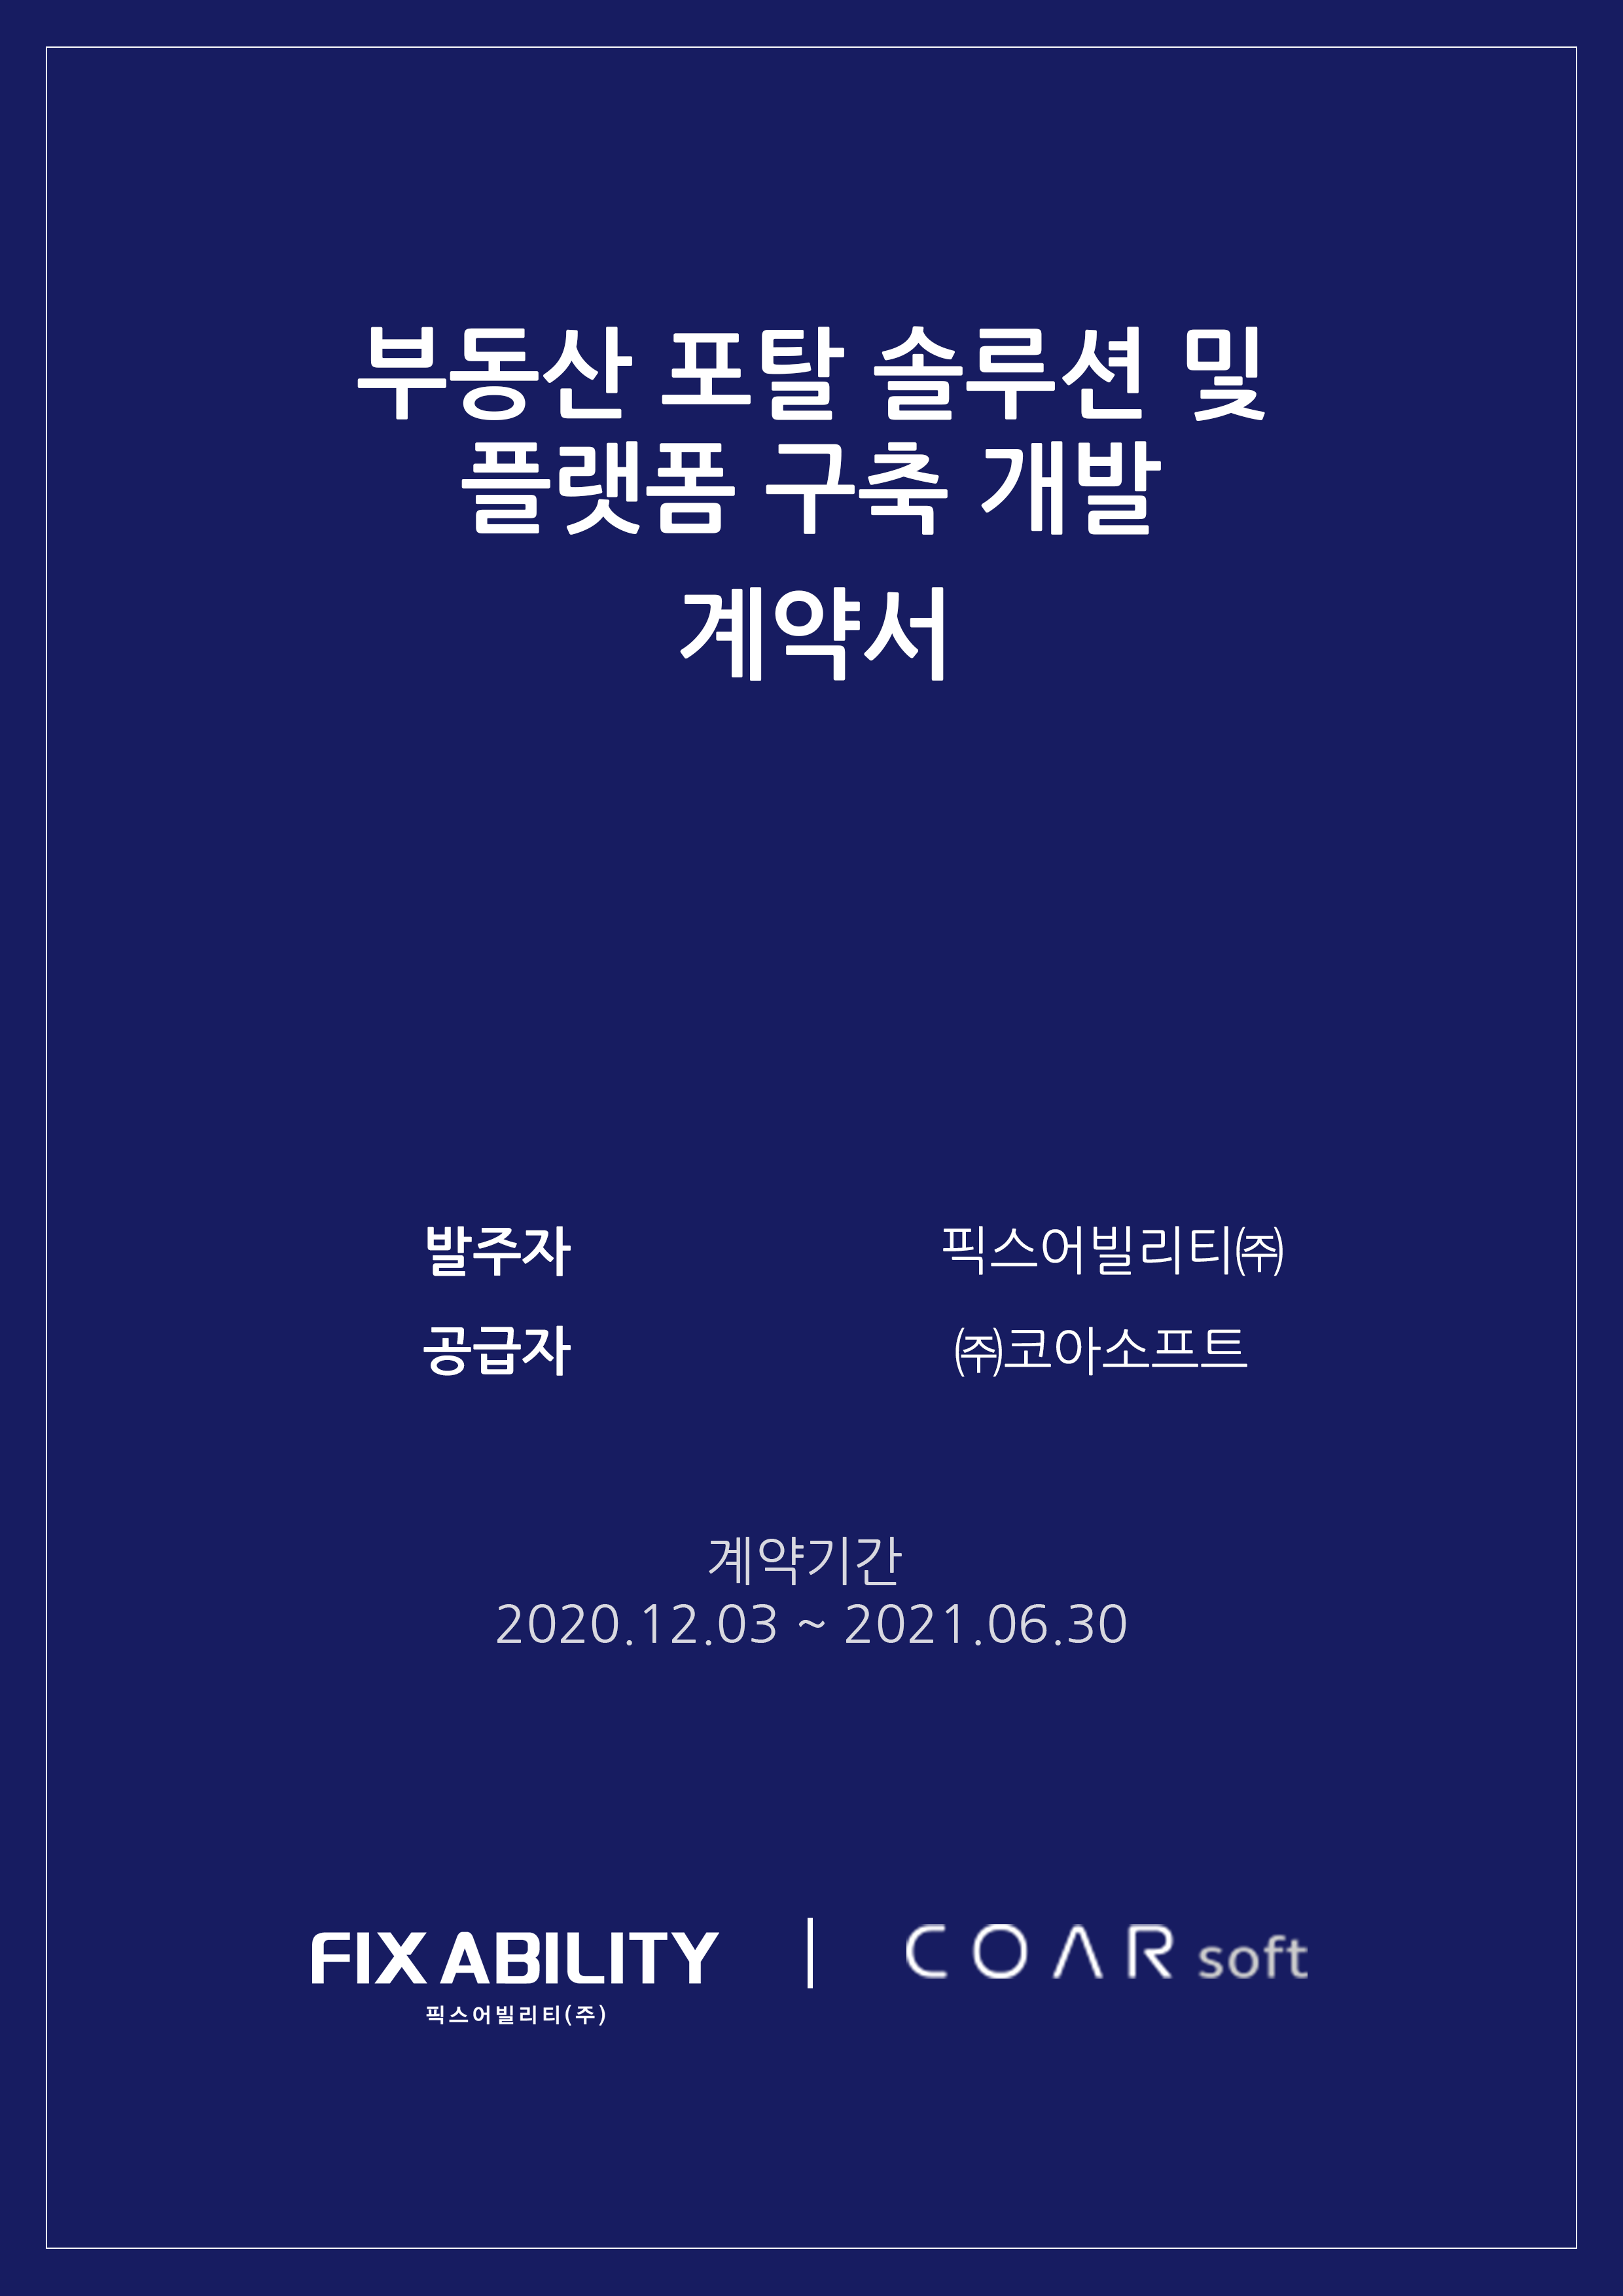 부동산 포탈 솔루션 및
플랫폼 구축 개발
계약서
발주자 픽스어빌리티㈜
공급자 ㈜코아소프트
계약기간
2020.12.03 ~ 2021.06.30
FIX ABILITY
픽스어빌리티(주)
COAR soft